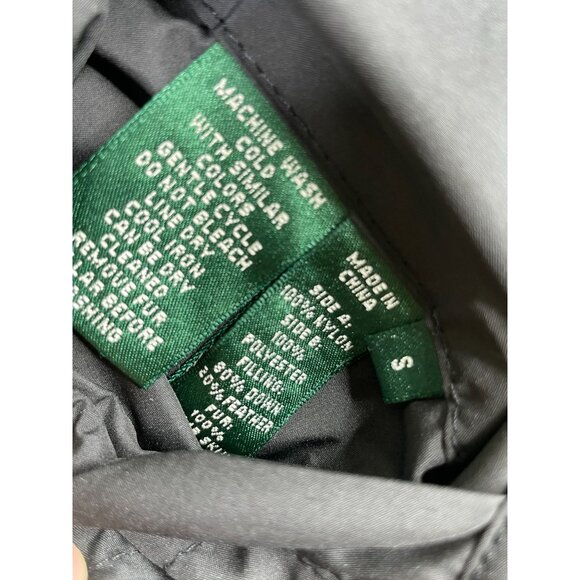 MACHINE WASH
COLD
WITH SIMILAR
COLORS
GENTLE CYCLE
DO NOT BLEACH
LINE DRY
COOL IRON
CAN BE DRY
CLEANED
REMOVE FUR
BEFORE
MADE IN
CHINA
SIDE A:
100% NYLON
SIDE B:
100%
POLYESTER
FILLING:
80% DOWN
20% FEATHER
FUR:
100%
S